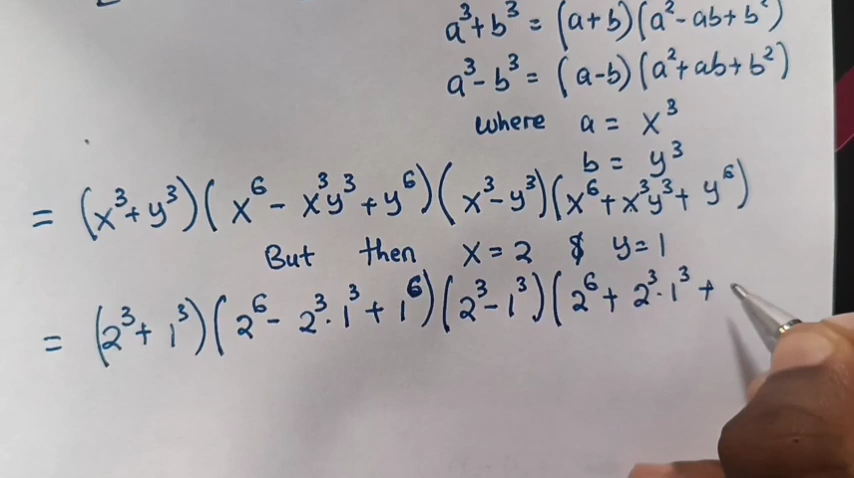 a³+b³ = (a+b)(a²-ab+b²)
a³-b³ = (a-b)(a²+ab+b²)
where a = x³
b = y³
= (x³+y³)(x⁶-x³y³+y⁶)(x³-y³)(x⁶+x³y³+y⁶)
But then x=2 & y=1
= (2³+1³)(2⁶-2³·1³+1⁶)(2³-1³)(2⁶+2³·1³+